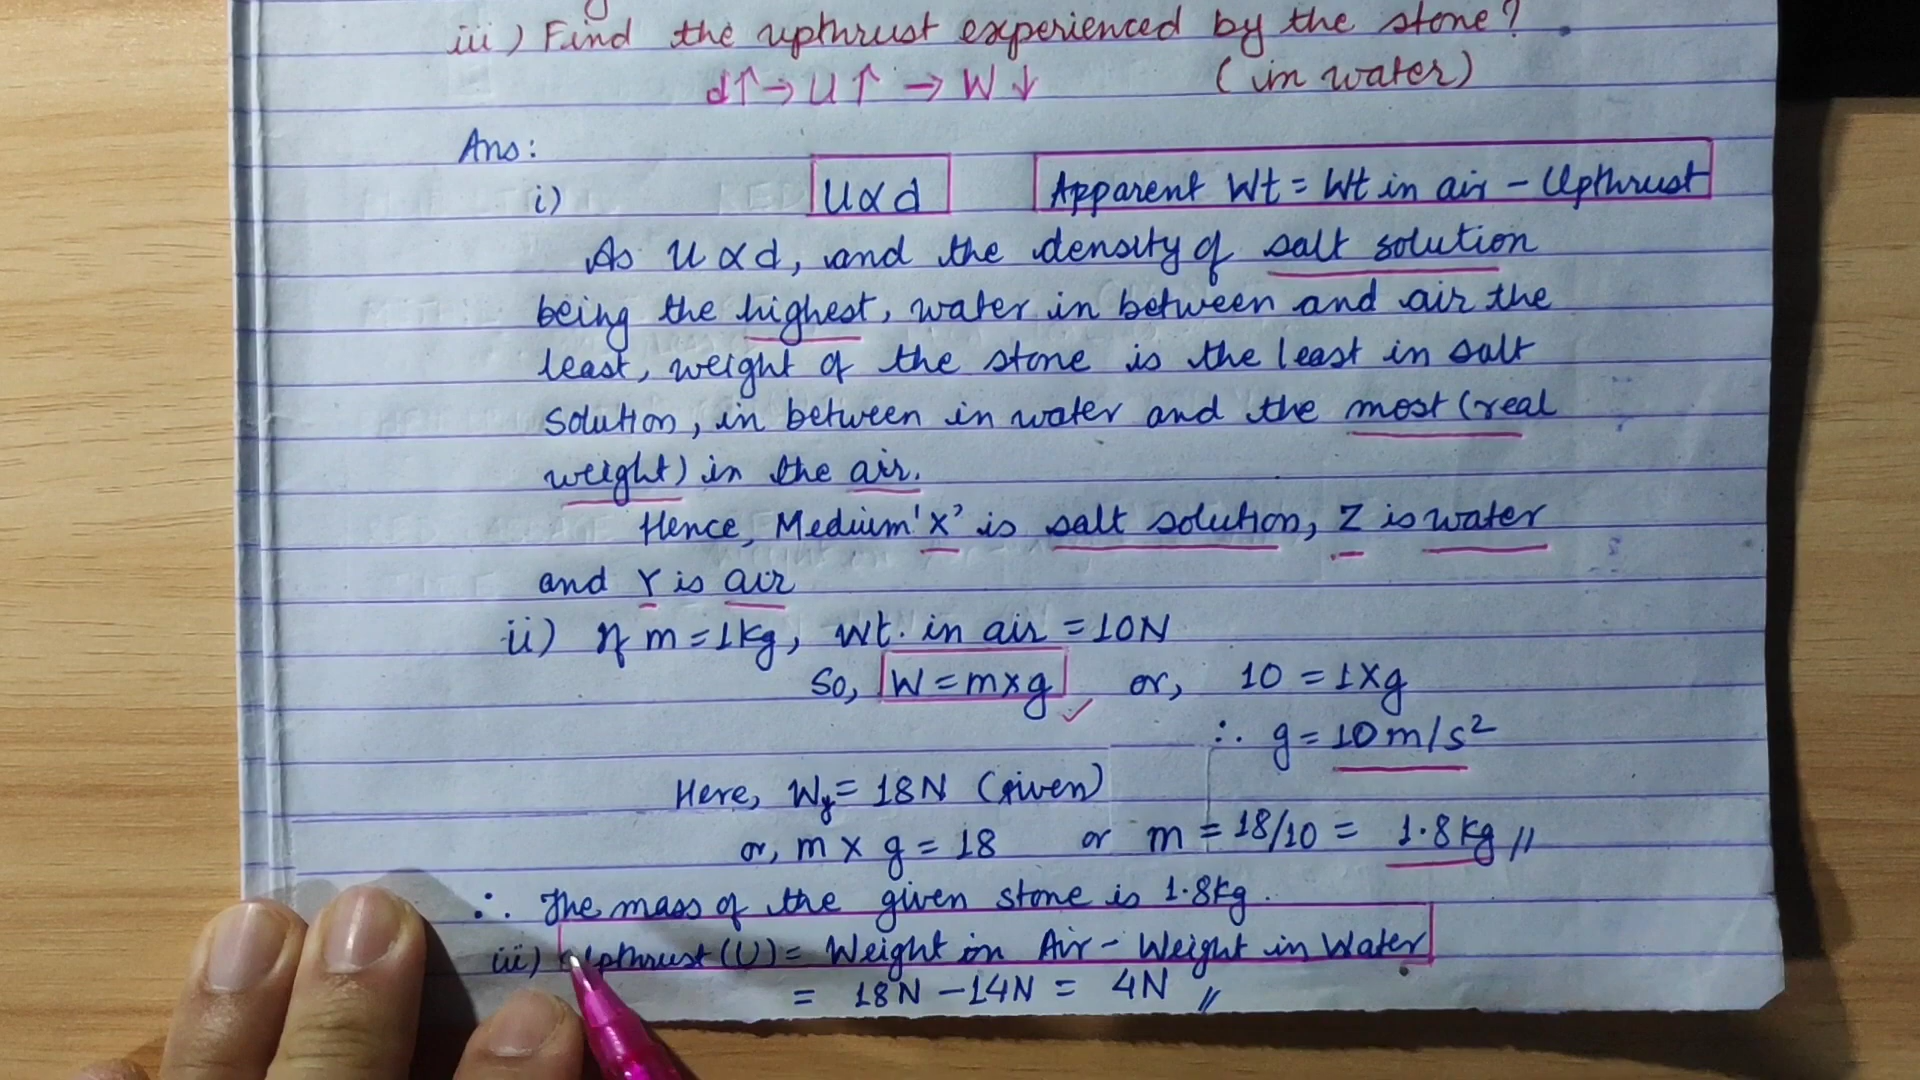 iii) Find the upthrust experienced by the stone?
d↑→U↑→W↓ (in water)
Ans:
i) U∝d Apparent Wt = Wt in air - Upthrust
As U∝d, and the density of salt solution
being the highest, water in between and air the
least, weight of the stone is the least in salt
solution, in between in water and the most (real
weight) in the air.
Hence, Medium 'X' is salt solution, Z is water
and Y is air
ii) If m = 1kg, wt. in air = 10N
So, W = m×g or, 10 = 1×g
∴ g = 10 m/s²
Here, Wy = 18N (Given)
or, m × g = 18 or m = 18/10 = 1.8 kg //
∴ The mass of the given stone is 1.8kg.
iii) Upthrust (U) = Weight in Air - Weight in Water
= 18N - 14N = 4N //